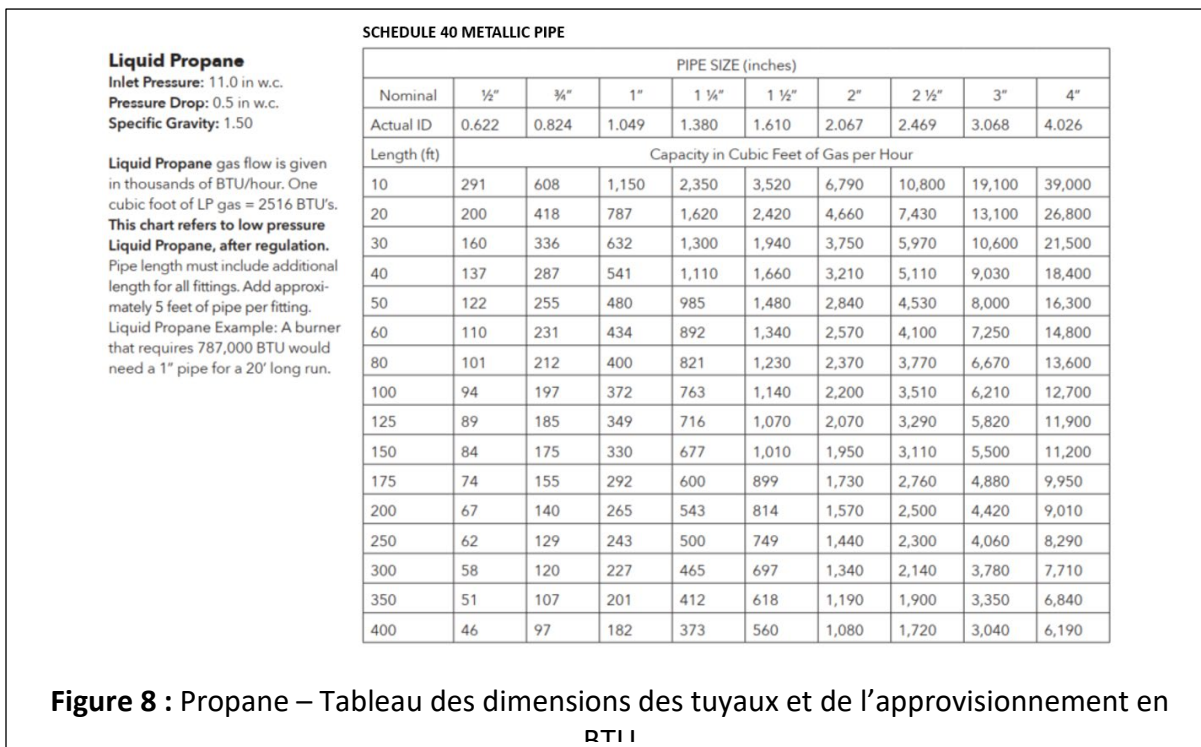 SCHEDULE 40 METALLIC PIPE
Liquid Propane
Inlet Pressure: 11.0 in w.c.
Pressure Drop: 0.5 in w.c.
Specific Gravity: 1.50
Liquid Propane gas flow is given
in thousands of BTU/hour. One
cubic foot of LP gas = 2516 BTU's.
This chart refers to low pressure
Liquid Propane, after regulation.
Pipe length must include additional
length for all fittings. Add approxi-
mately 5 feet of pipe per fitting.
Liquid Propane Example: A burner
that requires 787,000 BTU would
need a 1" pipe for a 20' long run.
PIPE SIZE (inches)
Nominal ½" ¾" 1" 1 ¼" 1 ½" 2" 2 ½" 3" 4"
Actual ID 0.622 0.824 1.049 1.380 1.610 2.067 2.469 3.068 4.026
Length (ft) Capacity in Cubic Feet of Gas per Hour
10 291 608 1,150 2,350 3,520 6,790 10,800 19,100 39,000
20 200 418 787 1,620 2,420 4,660 7,430 13,100 26,800
30 160 336 632 1,300 1,940 3,750 5,970 10,600 21,500
40 137 287 541 1,110 1,660 3,210 5,110 9,030 18,400
50 122 255 480 985 1,480 2,840 4,530 8,000 16,300
60 110 231 434 892 1,340 2,570 4,100 7,250 14,800
80 101 212 400 821 1,230 2,370 3,770 6,670 13,600
100 94 197 372 763 1,140 2,200 3,510 6,210 12,700
125 89 185 349 716 1,070 2,070 3,290 5,820 11,900
150 84 175 330 677 1,010 1,950 3,110 5,500 11,200
175 74 155 292 600 899 1,730 2,760 4,880 9,950
200 67 140 265 543 814 1,570 2,500 4,420 9,010
250 62 129 243 500 749 1,440 2,300 4,060 8,290
300 58 120 227 465 697 1,340 2,140 3,780 7,710
350 51 107 201 412 618 1,190 1,900 3,350 6,840
400 46 97 182 373 560 1,080 1,720 3,040 6,190
Figure 8 : Propane – Tableau des dimensions des tuyaux et de l'approvisionnement en
BTU